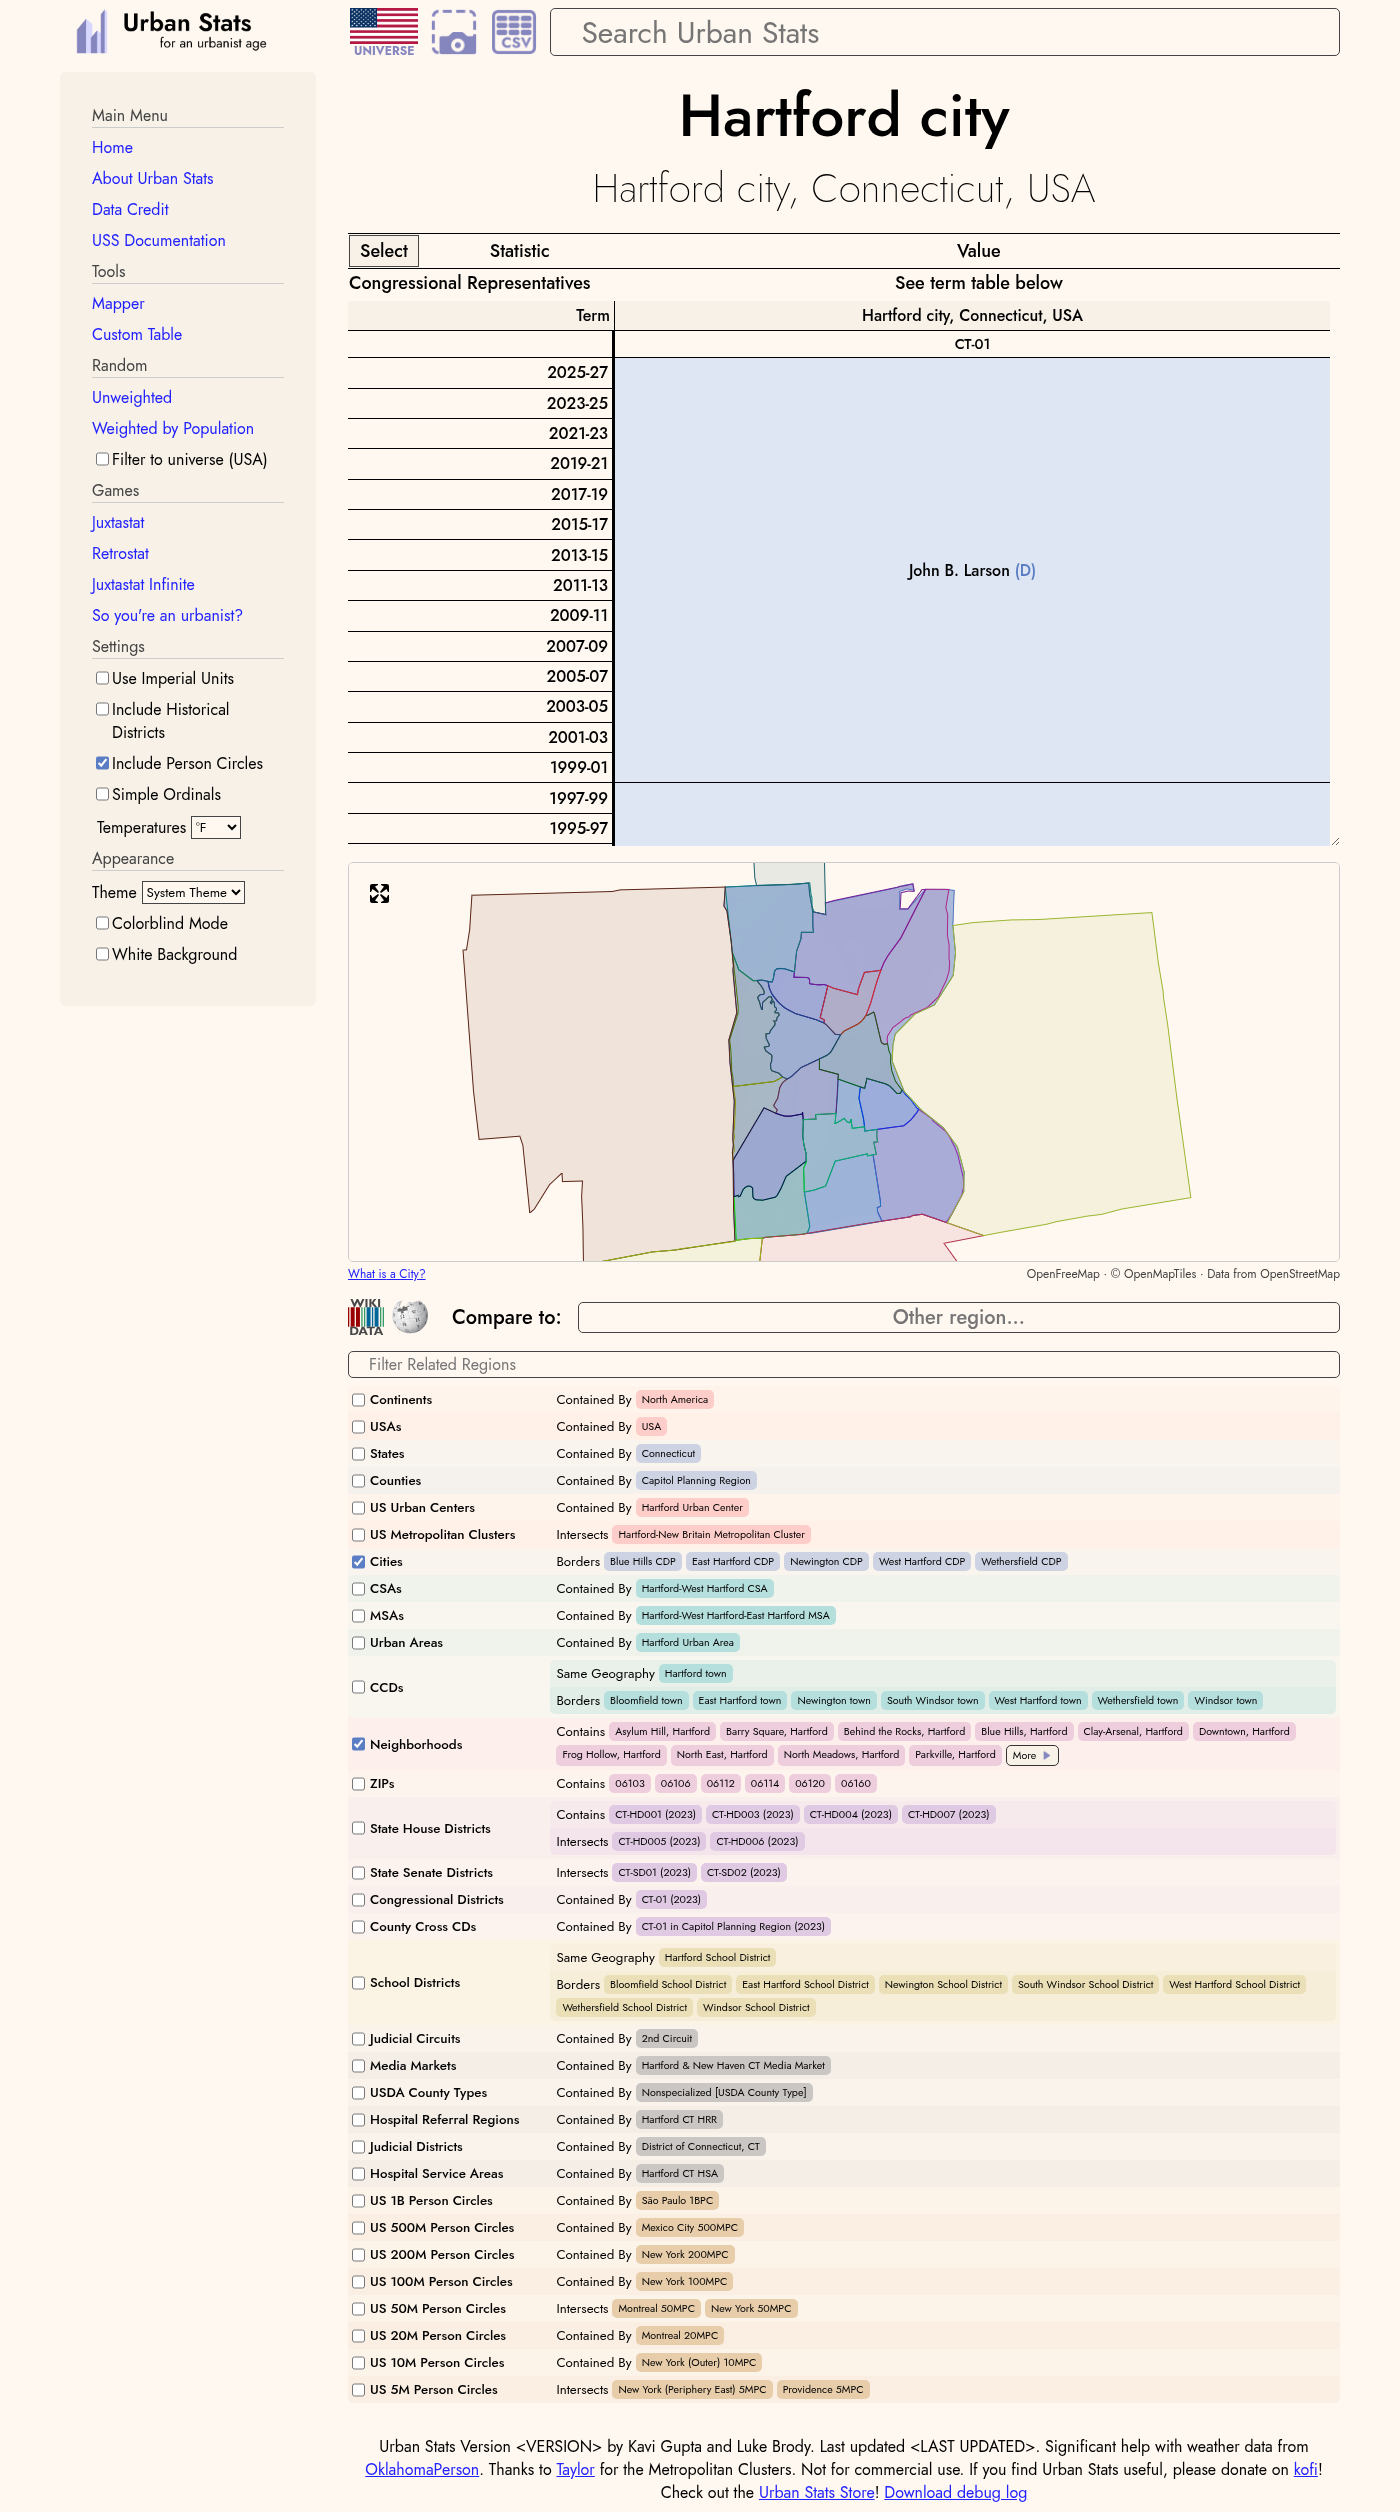 Urban Stats
for an urbanist age
UNIVERSE
CSV
Search Urban Stats
Main Menu
Home
About Urban Stats
Data Credit
USS Documentation
Tools
Mapper
Custom Table
Random
Unweighted
Weighted by Population
Filter to universe (USA)
Games
Juxtastat
Retrostat
Juxtastat Infinite
So you're an urbanist?
Settings
Use Imperial Units
Include Historical
Districts
Include Person Circles
Simple Ordinals
Temperatures °F
Appearance
Theme System Theme
Colorblind Mode
White Background
Hartford city
Hartford city, Connecticut, USA
Select Statistic Value
Congressional Representatives See term table below
Term Hartford city, Connecticut, USA
CT-01
2025-27
2023-25
2021-23
2019-21
2017-19
2015-17
2013-15
John B. Larson (D)
2011-13
2009-11
2007-09
2005-07
2003-05
2001-03
1999-01
1997-99
1995-97
What is a City? OpenFreeMap · © OpenMapTiles · Data from OpenStreetMap
WIKI
DATA
Compare to: Other region...
Filter Related Regions
Continents Contained By North America
USAs Contained By USA
States Contained By Connecticut
Counties Contained By Capitol Planning Region
US Urban Centers Contained By Hartford Urban Center
US Metropolitan Clusters Intersects Hartford-New Britain Metropolitan Cluster
Cities Borders Blue Hills CDP East Hartford CDP Newington CDP West Hartford CDP Wethersfield CDP
CSAs Contained By Hartford-West Hartford CSA
MSAs Contained By Hartford-West Hartford-East Hartford MSA
Urban Areas Contained By Hartford Urban Area
CCDs Same Geography Hartford town
Borders Bloomfield town East Hartford town Newington town South Windsor town West Hartford town Wethersfield town Windsor town
Neighborhoods Contains Asylum Hill, Hartford Barry Square, Hartford Behind the Rocks, Hartford Blue Hills, Hartford Clay-Arsenal, Hartford Downtown, Hartford
Frog Hollow, Hartford North East, Hartford North Meadows, Hartford Parkville, Hartford More
ZIPs Contains 06103 06106 06112 06114 06120 06160
State House Districts Contains CT-HD001 (2023) CT-HD003 (2023) CT-HD004 (2023) CT-HD007 (2023)
Intersects CT-HD005 (2023) CT-HD006 (2023)
State Senate Districts Intersects CT-SD01 (2023) CT-SD02 (2023)
Congressional Districts Contained By CT-01 (2023)
County Cross CDs Contained By CT-01 in Capitol Planning Region (2023)
School Districts Same Geography Hartford School District
Borders Bloomfield School District East Hartford School District Newington School District South Windsor School District West Hartford School District
Wethersfield School District Windsor School District
Judicial Circuits Contained By 2nd Circuit
Media Markets Contained By Hartford & New Haven CT Media Market
USDA County Types Contained By Nonspecialized [USDA County Type]
Hospital Referral Regions Contained By Hartford CT HRR
Judicial Districts Contained By District of Connecticut, CT
Hospital Service Areas Contained By Hartford CT HSA
US 1B Person Circles Contained By São Paulo 1BPC
US 500M Person Circles Contained By Mexico City 500MPC
US 200M Person Circles Contained By New York 200MPC
US 100M Person Circles Contained By New York 100MPC
US 50M Person Circles Intersects Montreal 50MPC New York 50MPC
US 20M Person Circles Contained By Montreal 20MPC
US 10M Person Circles Contained By New York (Outer) 10MPC
US 5M Person Circles Intersects New York (Periphery East) 5MPC Providence 5MPC
Urban Stats Version <VERSION> by Kavi Gupta and Luke Brody. Last updated <LAST UPDATED>. Significant help with weather data from
OklahomaPerson. Thanks to Taylor for the Metropolitan Clusters. Not for commercial use. If you find Urban Stats useful, please donate on kofi!
Check out the Urban Stats Store! Download debug log